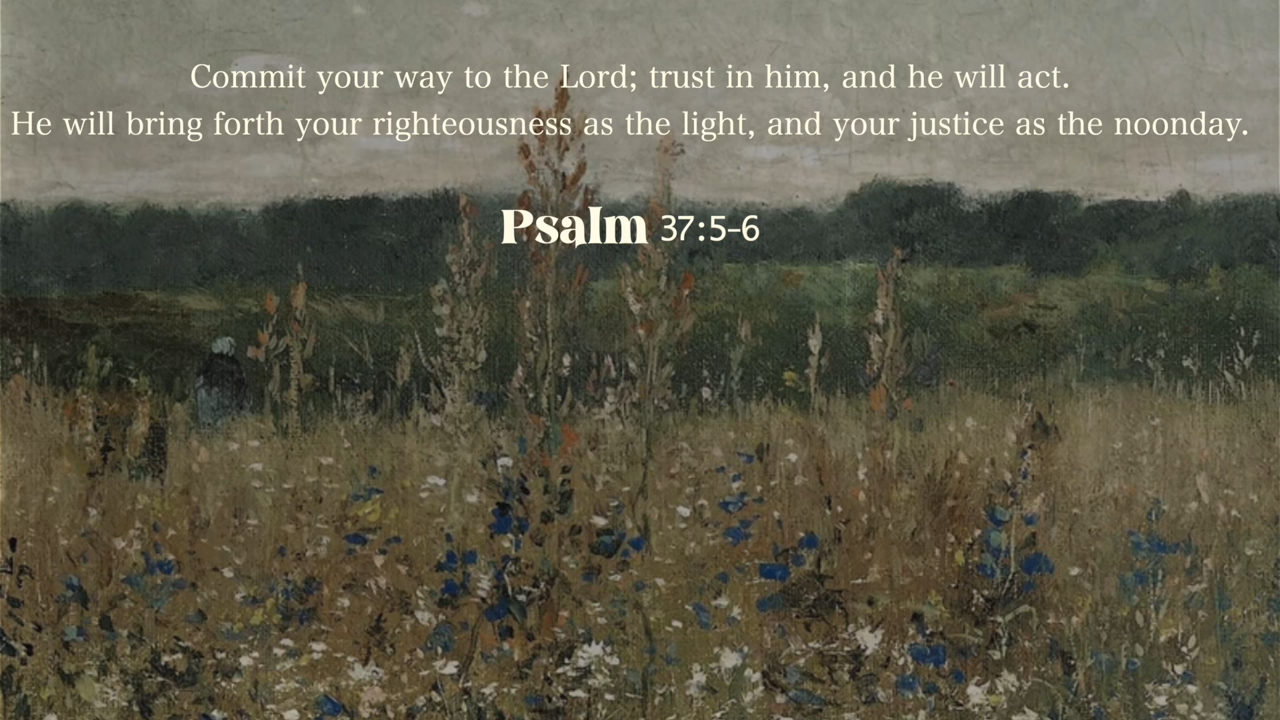 Commit your way to the Lord; trust in him, and he will act.
He will bring forth your righteousness as the light, and your justice as the noonday.
Psalm 37:5–6